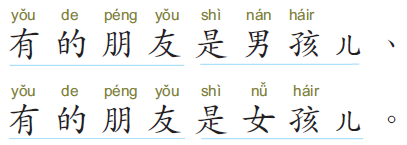 yǒu de péng yǒu shì nán háir
有的朋友是男孩儿、
yǒu de péng yǒu shì nǚ háir
有的朋友是女孩儿。